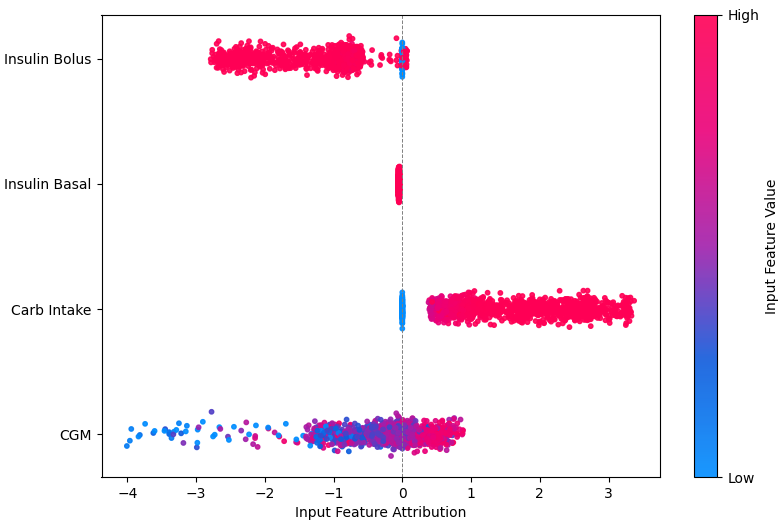 High
Insulin Bolus
Insulin Basal
Input Feature Value
Carb Intake
CGM
Low
−4 −3 −2 −1 0 1 2 3
Input Feature Attribution